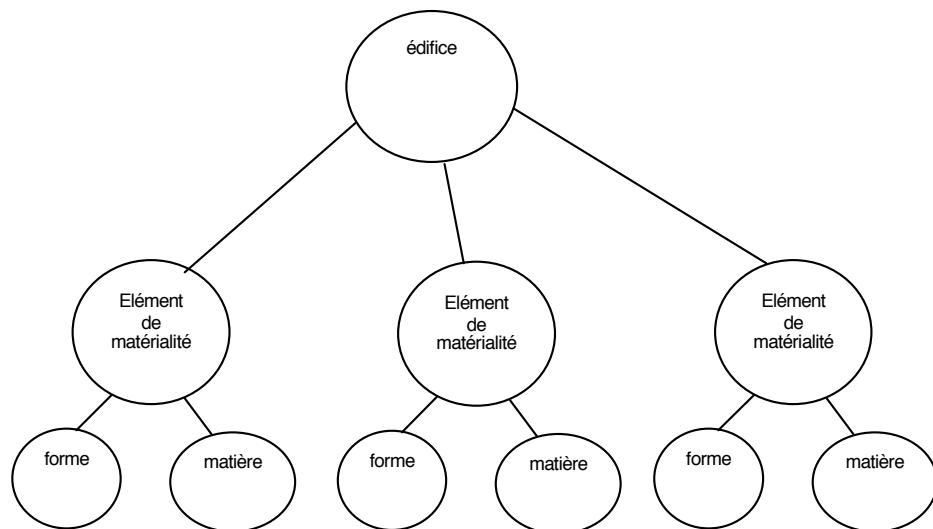 édifice
Elément
de
matérialité
Elément
de
matérialité
Elément
de
matérialité
forme
matière
forme
matière
forme
matière